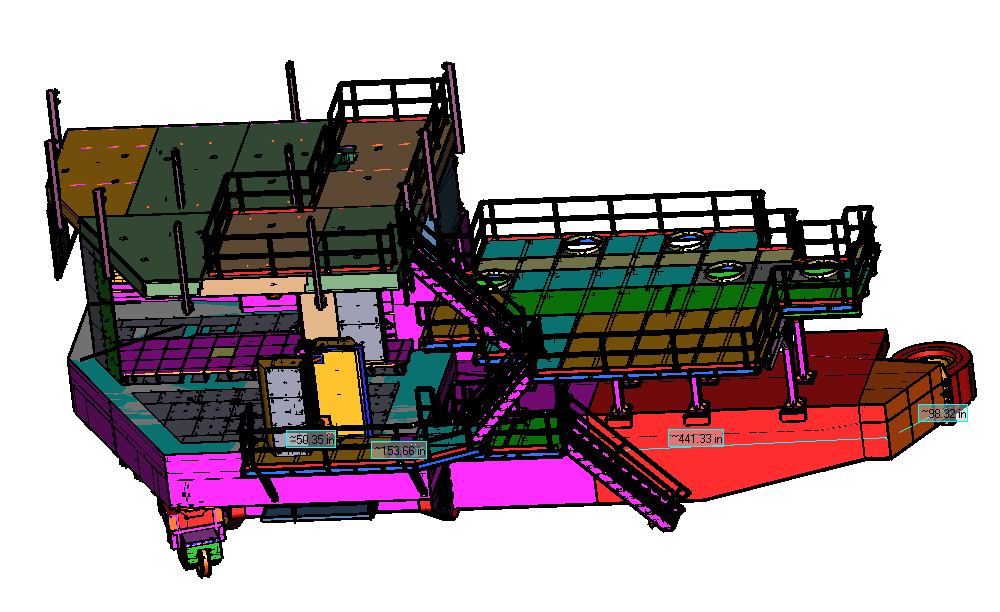 ~98.32 in
~50.35 in
~441.33 in
~153.66 in